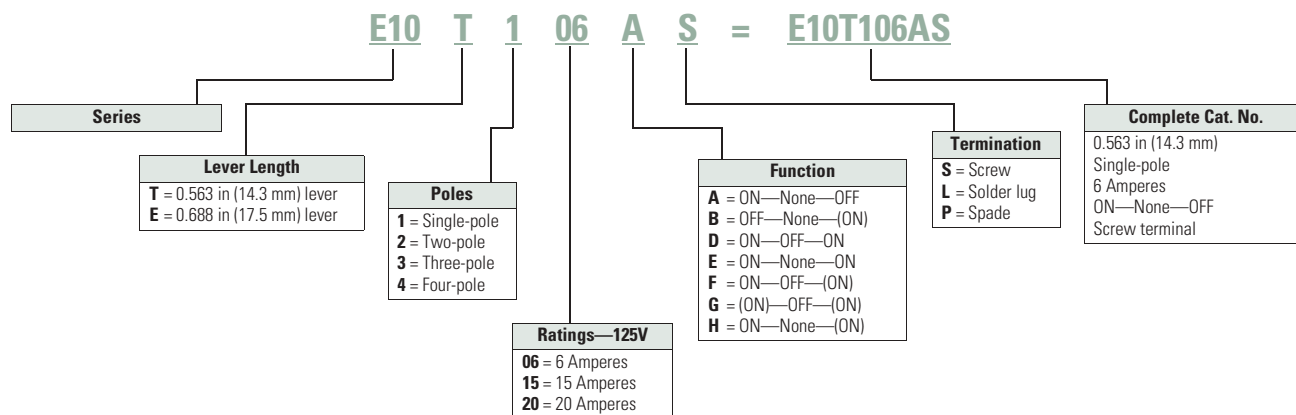 E10 T 1 06 A S = E10T106AS
Series
Lever Length
T = 0.563 in (14.3 mm) lever
E = 0.688 in (17.5 mm) lever
Poles
1 = Single-pole
2 = Two-pole
3 = Three-pole
4 = Four-pole
Ratings—125V
06 = 6 Amperes
15 = 15 Amperes
20 = 20 Amperes
Function
A = ON—None—OFF
B = OFF—None—(ON)
D = ON—OFF—ON
E = ON—None—ON
F = ON—OFF—(ON)
G = (ON)—OFF—(ON)
H = ON—None—(ON)
Termination
S = Screw
L = Solder lug
P = Spade
Complete Cat. No.
0.563 in (14.3 mm)
Single-pole
6 Amperes
ON—None—OFF
Screw terminal